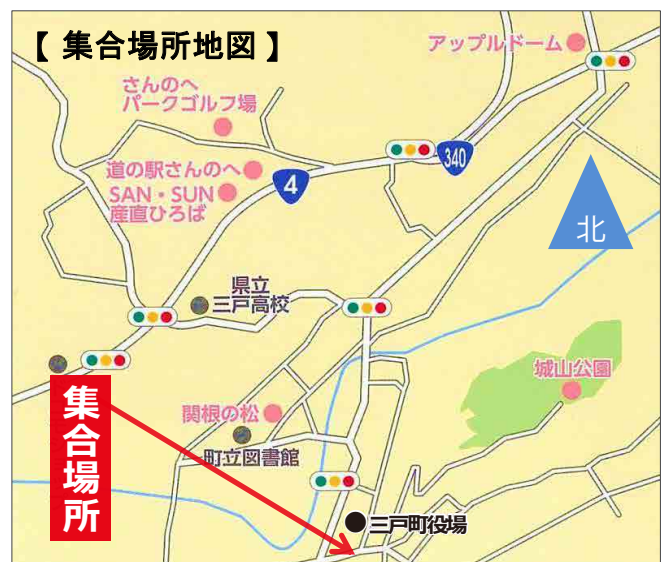 【 集合場所地図 】
アップルドーム
さんのへ
パークゴルフ場
340
道の駅さんのへ
4
SAN・SUN
産直ひろば
北
県立
三戸高校
城山公園
集合場所
関根の松
町立図書館
三戸町役場